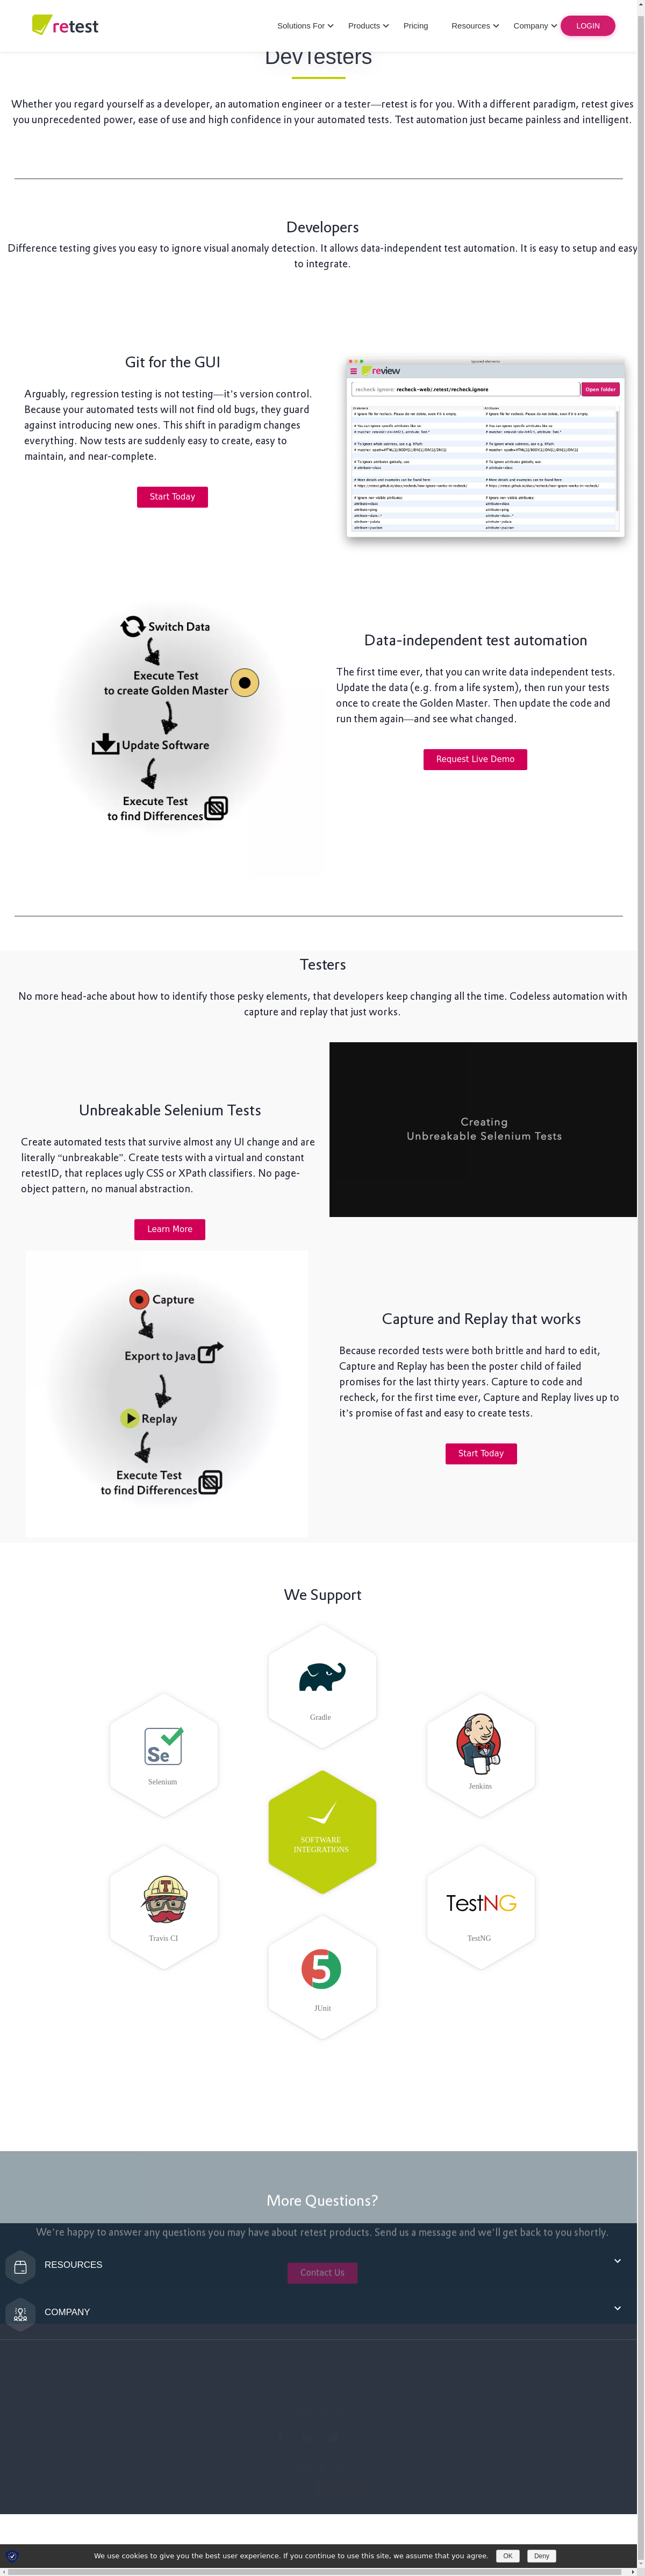 retest
Solutions For
Products
Pricing
Resources
Company
LOGIN
DevTesters
Whether you regard yourself as a developer, an automation engineer or a tester—retest is for you. With a different paradigm, retest gives
you unprecedented power, ease of use and high confidence in your automated tests. Test automation just became painless and intelligent.
Developers
Difference testing gives you easy to ignore visual anomaly detection. It allows data-independent test automation. It is easy to setup and easy
to integrate.
Git for the GUI
Arguably, regression testing is not testing—it's version control.
Because your automated tests will not find old bugs, they guard
against introducing new ones. This shift in paradigm changes
everything. Now tests are suddenly easy to create, easy to
maintain, and near-complete.
Start Today
ignored elements
review
recheck ignore: recheck-web/.retest/recheck.ignore
Open folder
Switch Data
Execute Test
to create Golden Master
Update Software
Execute Test
to find Differences
Data-independent test automation
The first time ever, that you can write data independent tests.
Update the data (e.g. from a life system), then run your tests
once to create the Golden Master. Then update the code and
run them again—and see what changed.
Request Live Demo
Testers
No more head-ache about how to identify those pesky elements, that developers keep changing all the time. Codeless automation with
capture and replay that just works.
Unbreakable Selenium Tests
Create automated tests that survive almost any UI change and are
literally “unbreakable”. Create tests with a virtual and constant
retestID, that replaces ugly CSS or XPath classifiers. No page-
object pattern, no manual abstraction.
Learn More
Creating
Unbreakable Selenium Tests
Capture
Export to Java
Replay
Execute Test
to find Differences
Capture and Replay that works
Because recorded tests were both brittle and hard to edit,
Capture and Replay has been the poster child of failed
promises for the last thirty years. Capture to code and
recheck, for the first time ever, Capture and Replay lives up to
it's promise of fast and easy to create tests.
Start Today
We Support
Gradle
Se
Selenium
Jenkins
SOFTWARE
INTEGRATIONS
T
Travis CI
TestNG
TestNG
5
JUnit
More Questions?
We're happy to answer any questions you may have about retest products. Send us a message and we'll get back to you shortly.
RESOURCES
Contact Us
COMPANY
We use cookies to give you the best user experience. If you continue to use this site, we assume that you agree.
OK
Deny